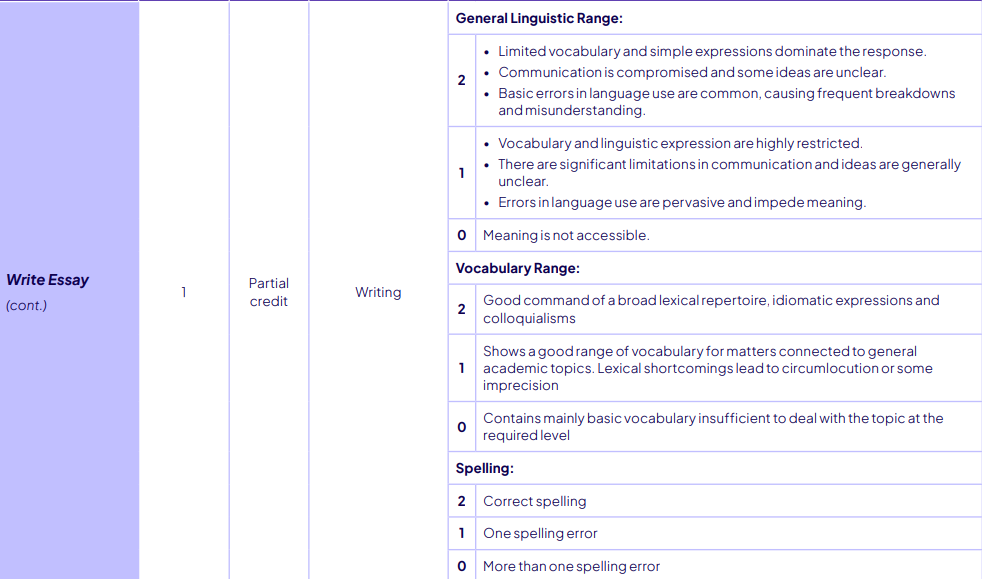 General Linguistic Range:
2
• Limited vocabulary and simple expressions dominate the response.
• Communication is compromised and some ideas are unclear.
• Basic errors in language use are common, causing frequent breakdowns
and misunderstanding.
1
• Vocabulary and linguistic expression are highly restricted.
• There are significant limitations in communication and ideas are generally
unclear.
• Errors in language use are pervasive and impede meaning.
0 Meaning is not accessible.
Write Essay
(cont.)
1
Partial
credit
Writing
Vocabulary Range:
2
Good command of a broad lexical repertoire, idiomatic expressions and
colloquialisms
1
Shows a good range of vocabulary for matters connected to general
academic topics. Lexical shortcomings lead to circumlocution or some
imprecision
0
Contains mainly basic vocabulary insufficient to deal with the topic at the
required level
Spelling:
2 Correct spelling
1 One spelling error
0 More than one spelling error